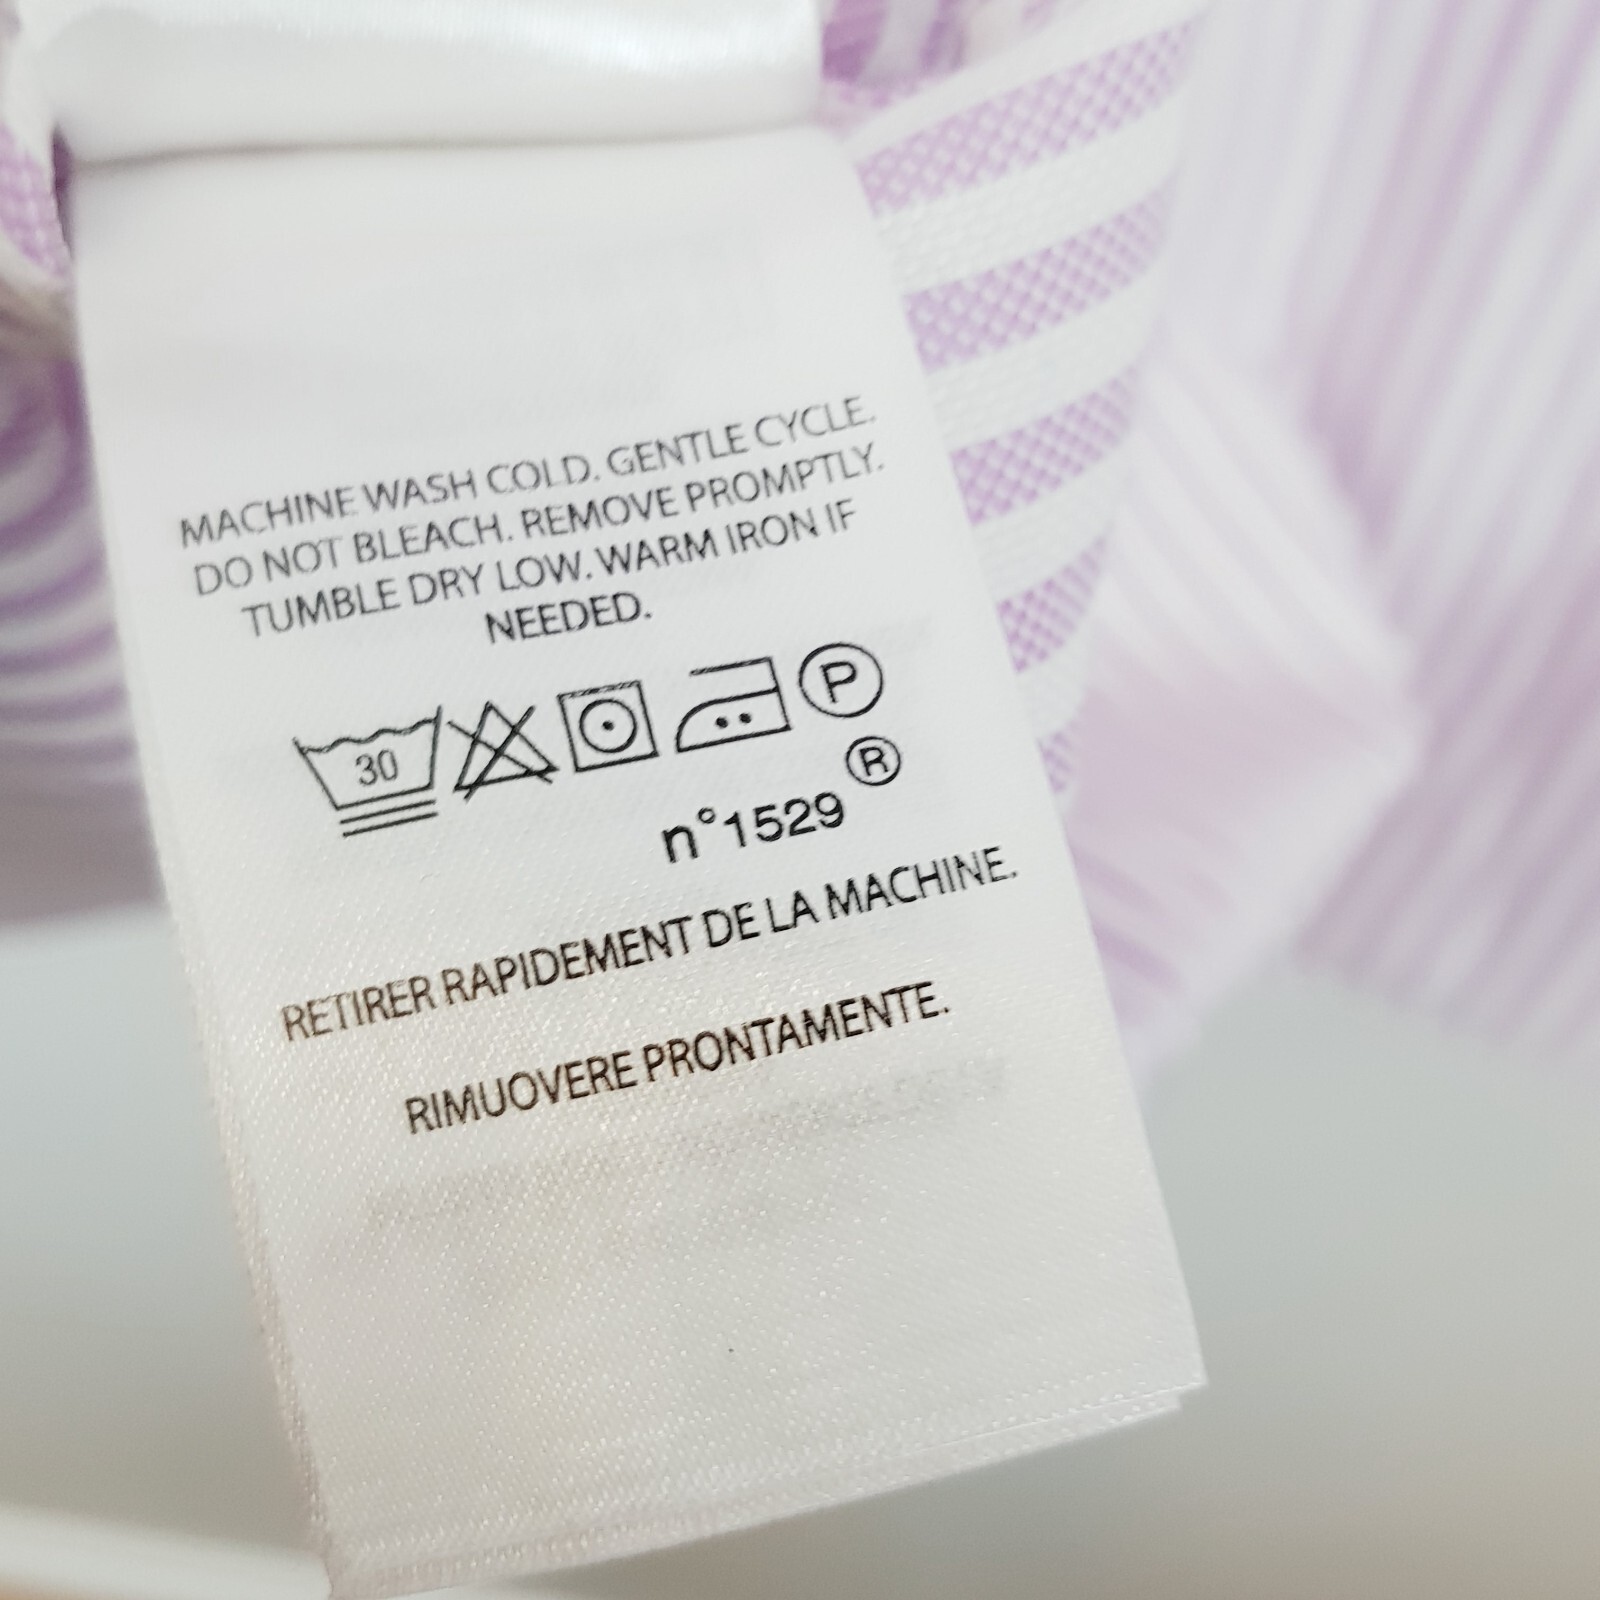 MACHINE WASH COLD. GENTLE CYCLE.
DO NOT BLEACH. REMOVE PROMPTLY.
TUMBLE DRY LOW. WARM IRON IF
NEEDED.
30 P
®
n°1529
RETIRER RAPIDEMENT DE LA MACHINE.
RIMUOVERE PRONTAMENTE.